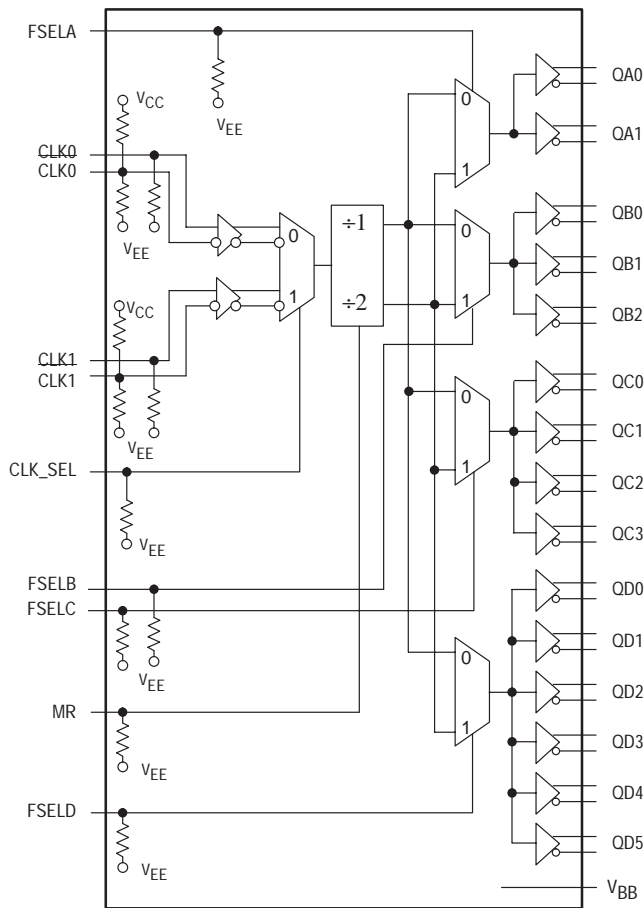 FSELA
VCC
VEE
CLK0
CLK0
VEE
VCC
CLK1
CLK1
VEE
CLK_SEL
VEE
FSELB
FSELC
VEE
MR
VEE
FSELD
VEE
0
1
÷1
÷2
0
1
0
1
0
1
0
1
QA0
QA1
QB0
QB1
QB2
QC0
QC1
QC2
QC3
QD0
QD1
QD2
QD3
QD4
QD5
VBB